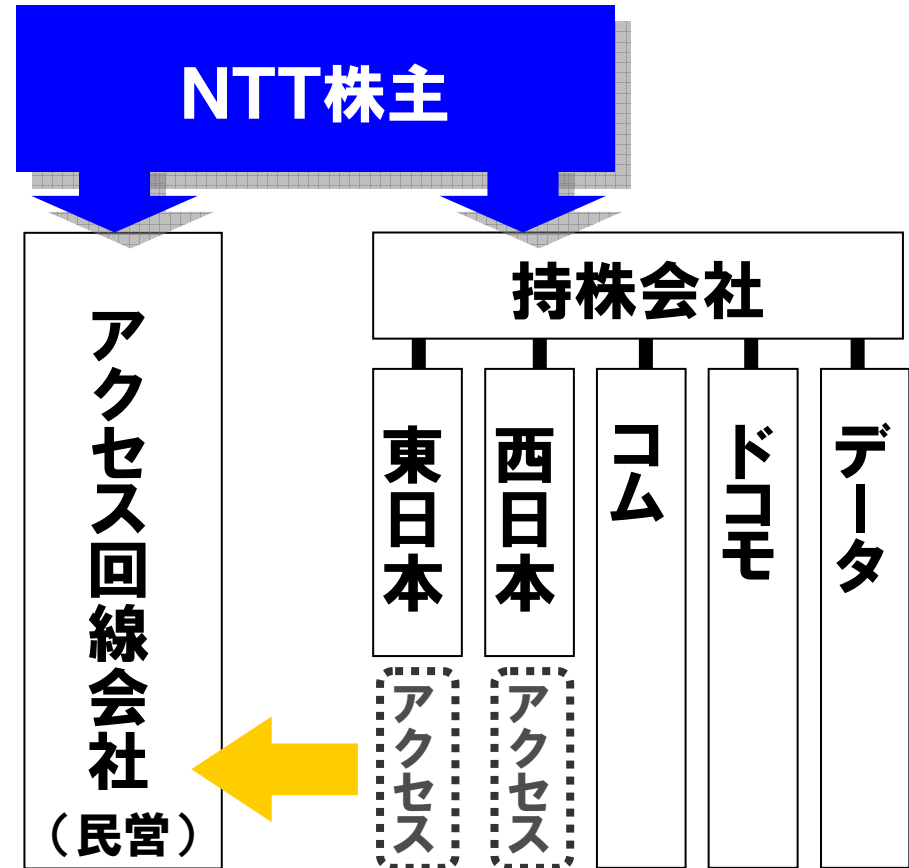 NTT株主
アクセス回線会社
（民営）
持株会社
東日本
西日本
コム
ドコモ
データ
アクセス
アクセス